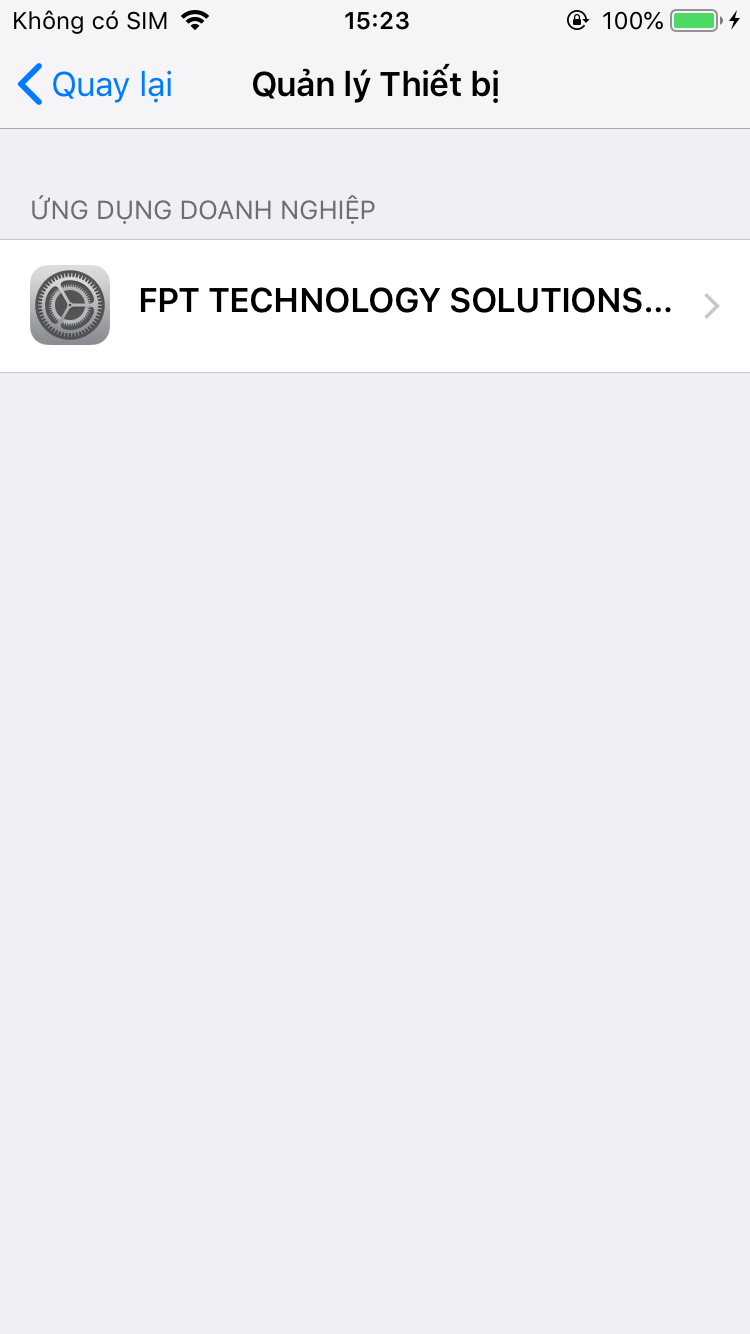 Không có SIM 15:23 100%
Quay lại Quản lý Thiết bị
ỨNG DỤNG DOANH NGHIỆP
FPT TECHNOLOGY SOLUTIONS...